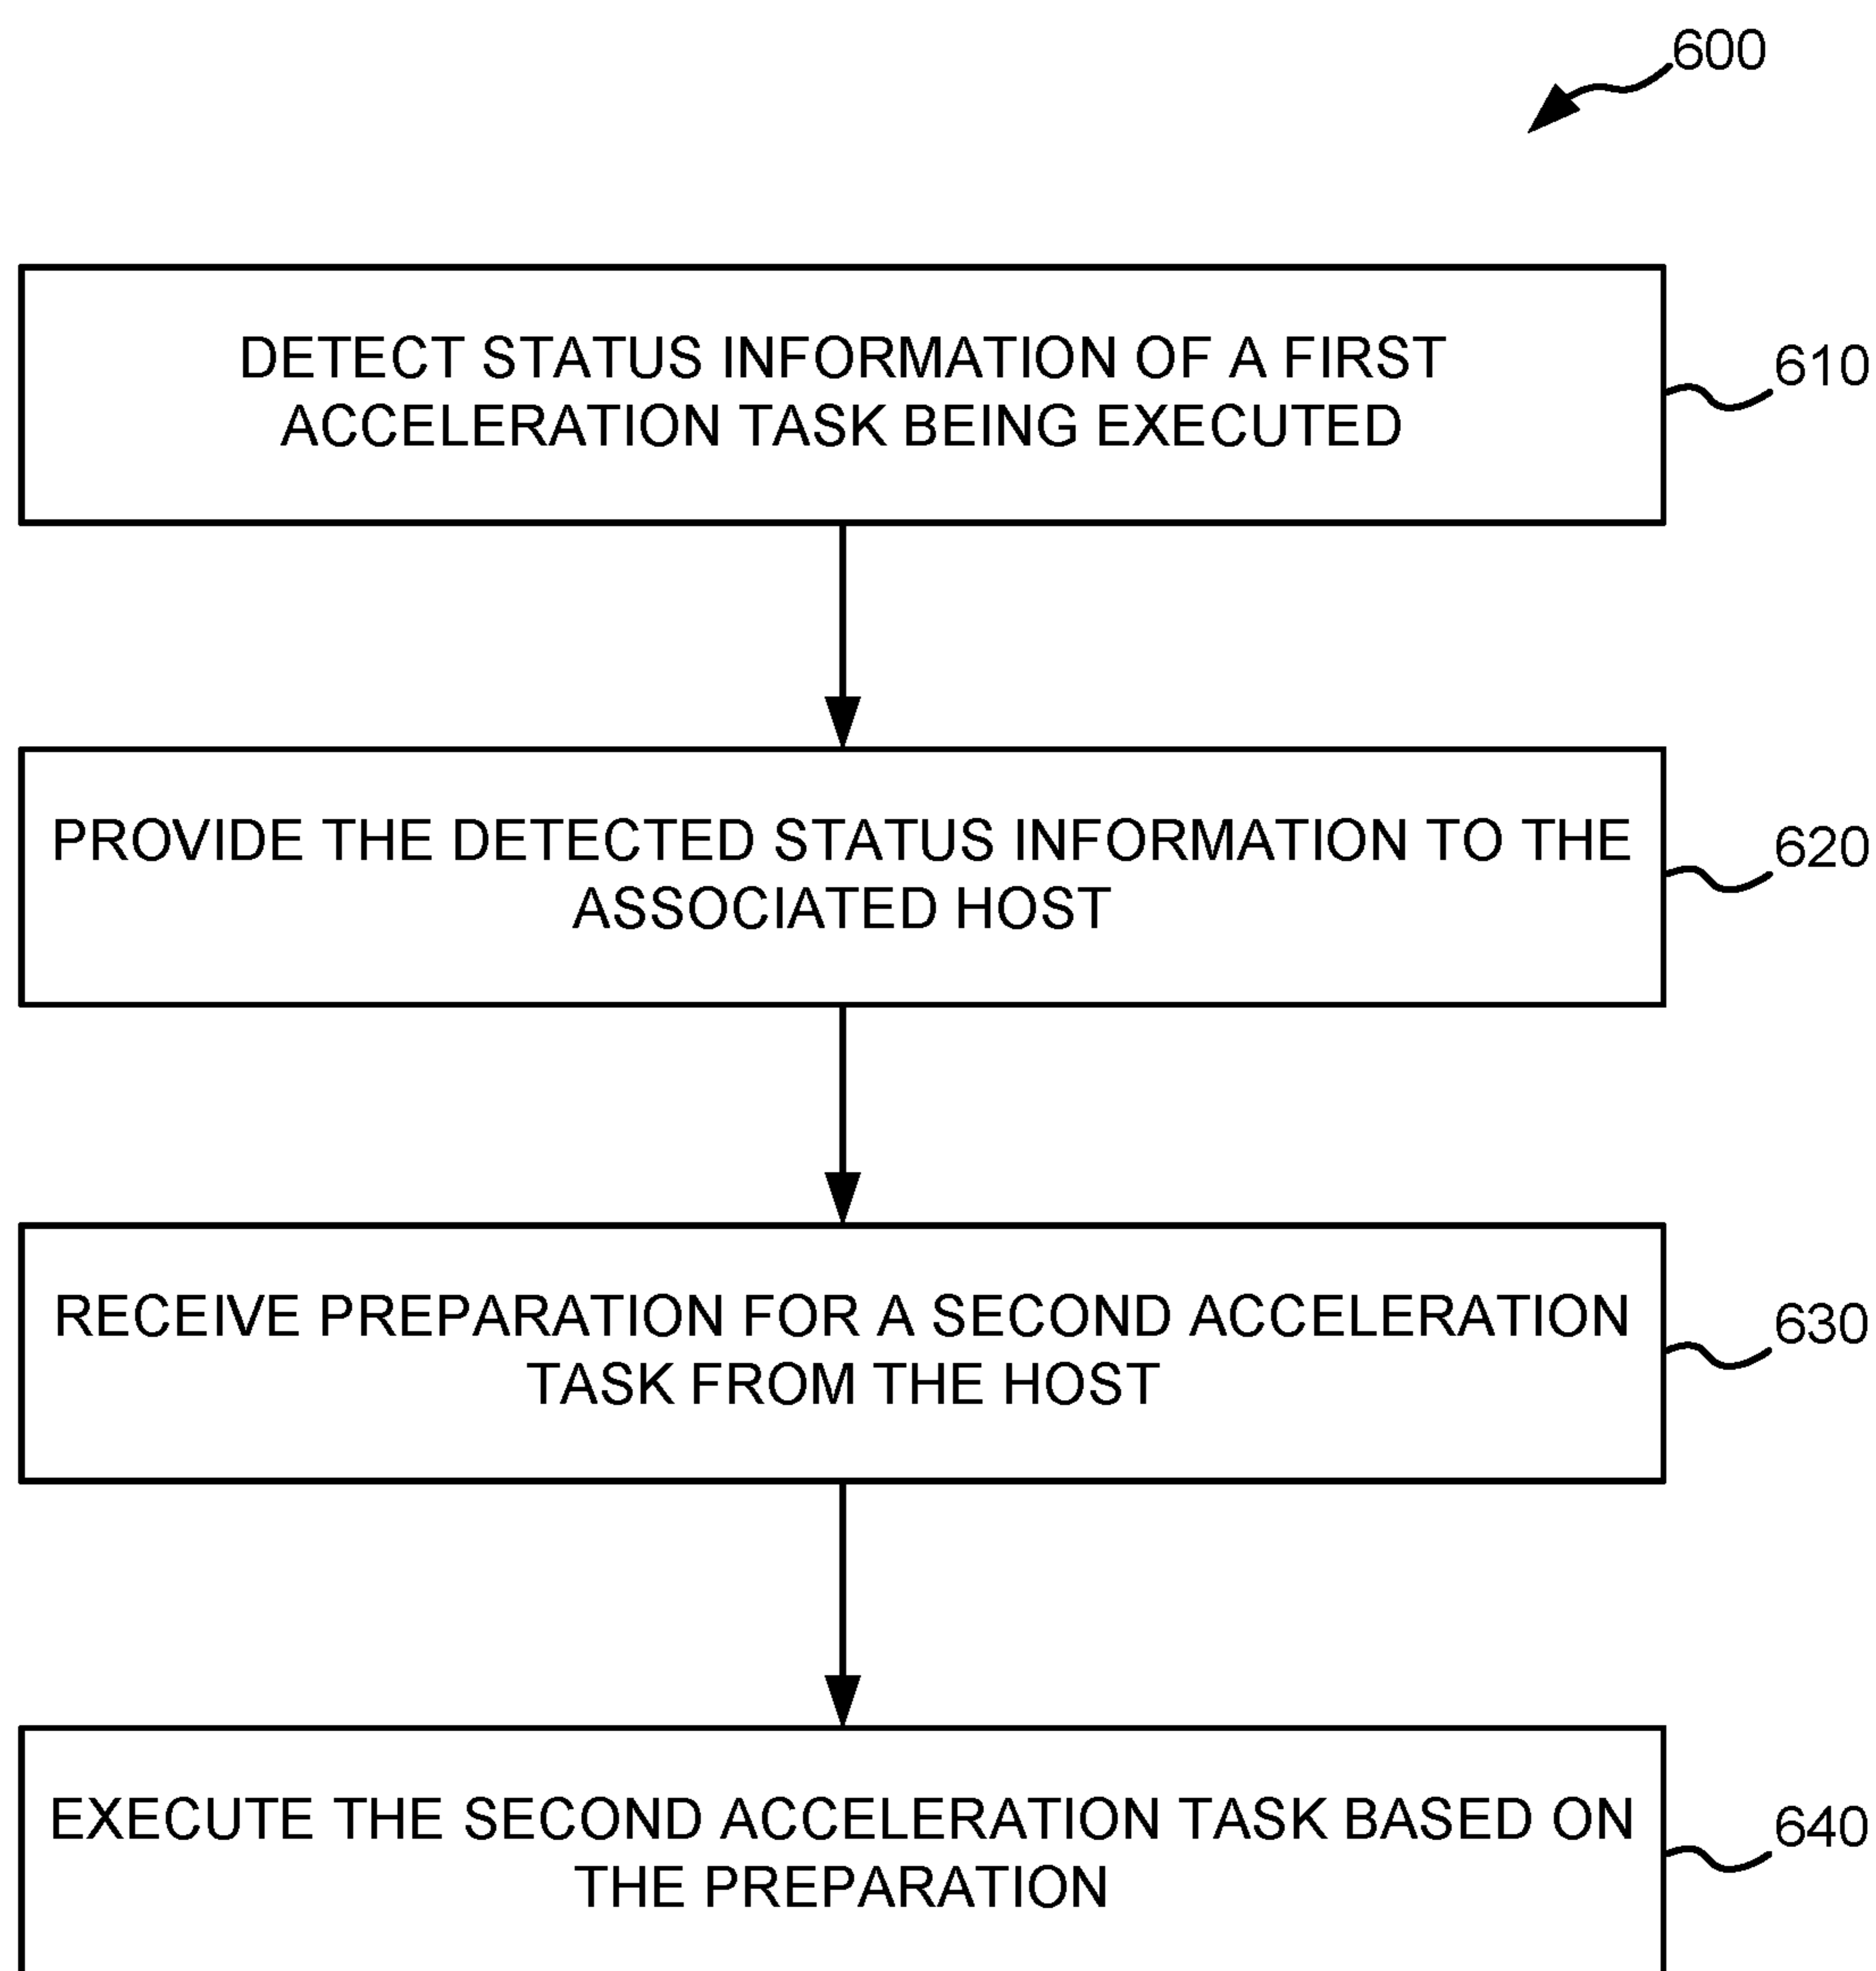 600
DETECT STATUS INFORMATION OF A FIRST
ACCELERATION TASK BEING EXECUTED
610
PROVIDE THE DETECTED STATUS INFORMATION TO THE
ASSOCIATED HOST
620
RECEIVE PREPARATION FOR A SECOND ACCELERATION
TASK FROM THE HOST
630
EXECUTE THE SECOND ACCELERATION TASK BASED ON
THE PREPARATION
640